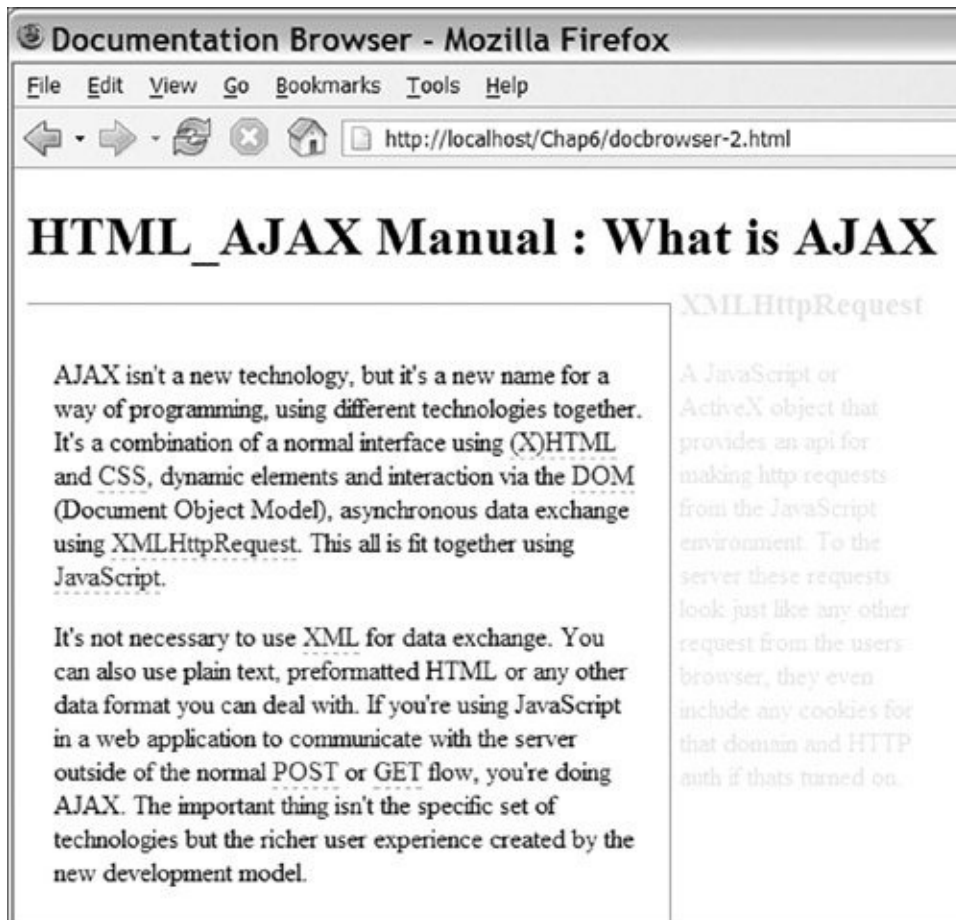 Documentation Browser - Mozilla Firefox
File Edit View Go Bookmarks Tools Help
http://localhost/Chap6/docbrowser-2.html
HTML_AJAX Manual : What is AJAX
AJAX isn't a new technology, but it's a new name for a
way of programming, using different technologies together.
It's a combination of a normal interface using (X)HTML
and CSS, dynamic elements and interaction via the DOM
(Document Object Model), asynchronous data exchange
using XMLHttpRequest. This all is fit together using
JavaScript.
It's not necessary to use XML for data exchange. You
can also use plain text, preformatted HTML or any other
data format you can deal with. If you're using JavaScript
in a web application to communicate with the server
outside of the normal POST or GET flow, you're doing
AJAX. The important thing isn't the specific set of
technologies but the richer user experience created by the
new development model.
XMLHttpRequest
A JavaScript or
ActiveX object that
provides an api for
making http requests
from the JavaScript
environment. To the
server these requests
look just like any other
request from the users
browser, they even
include any cookies for
that domain and HTTP
auth if thats turned on.